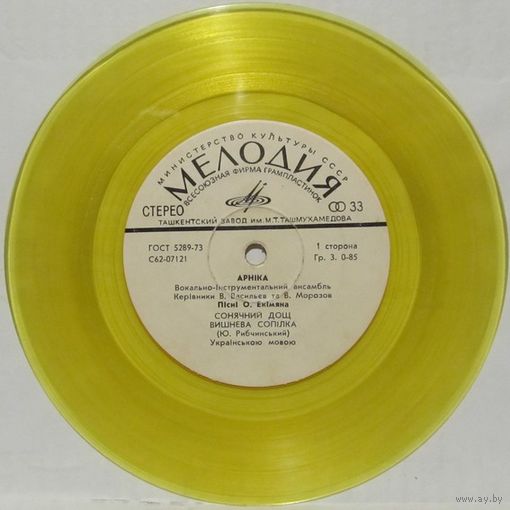 МИНИСТЕРСТВО КУЛЬТУРЫ СССР
МЕЛОДИЯ
ВСЕСОЮЗНАЯ ФИРМА ГРАМПЛАСТИНОК
СТЕРЕО 33
ТАШКЕНТСКИЙ ЗАВОД ИМ. М.Т. ТАШМУХАМЕДОВА
ГОСТ 5289-73 1 сторона
С62-07121 Гр. 3. 0-85
АРНІКА
Вокально-інструментальний ансамбль
Керівники В. Васильєв та В. Морозов
Пісні О. Екімяна
СОНЯЧНИЙ ДОЩ
ВИШНЕВА СОПІЛКА
(Ю. Рибчинський)
Українською мовою
www.ay.by